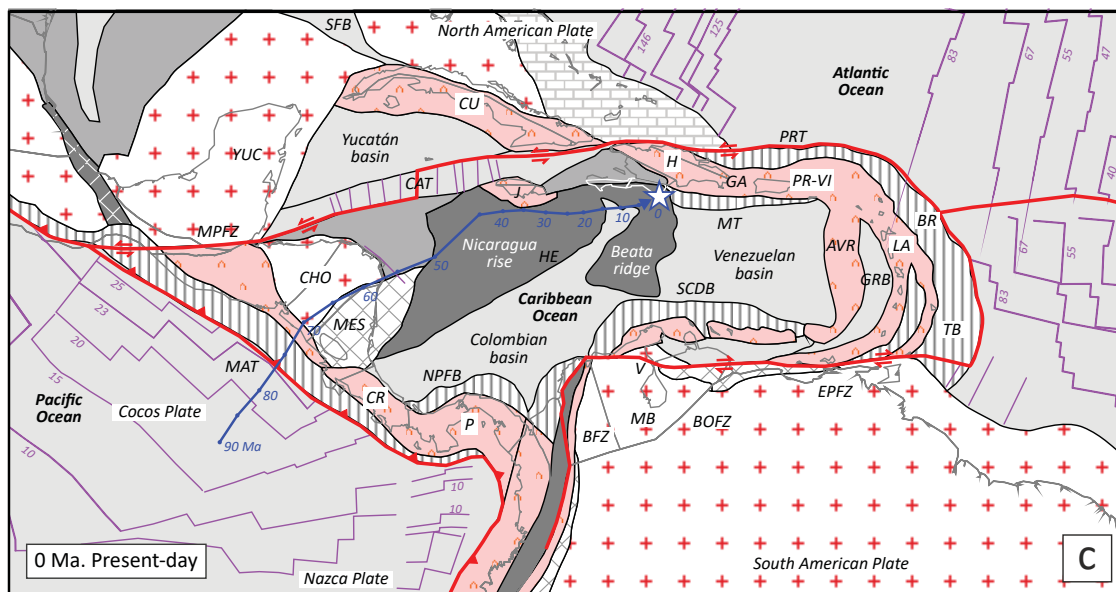 SFB
North American Plate
146
125
83
67
55
47
40
Atlantic
Ocean
CU
PRT
Yucatán
basin
YUC
H
GA
PR-VI
CAT
J
BR
MPFZ
40
30
20
10
0
MT
67
55
Nicaragua
rise
HE
Beata
ridge
Venezuelan
basin
AVR
LA
GRB
50
CHO
60
25
23
83
SCDB
Caribbean
Ocean
MES
70
TB
20
Colombian
basin
MAT
15
NPFB
V
EPFZ
Pacific
Ocean
Cocos Plate
80
CR
P
BFZ
MB
BOFZ
10
90 Ma
10
10
0 Ma. Present-day
Nazca Plate
South American Plate
C